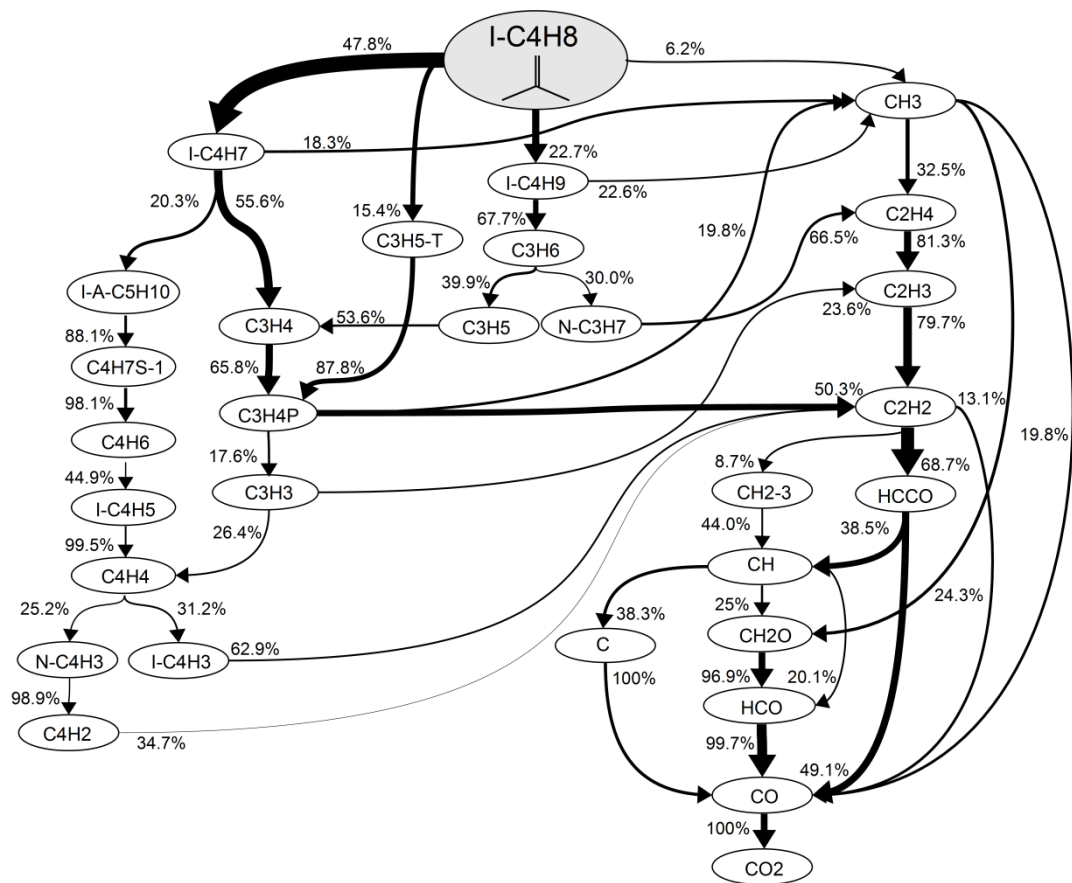 I-C4H8
47.8%
6.2%
CH3
18.3%
I-C4H7
22.7%
I-C4H9
22.6%
32.5%
20.3%
55.6%
15.4%
67.7%
C2H4
C3H5-T
C3H6
19.8%
66.5%
81.3%
39.9%
30.0%
I-A-C5H10
C2H3
23.6%
C3H4
53.6%
C3H5
N-C3H7
79.7%
88.1%
C4H7S-1
65.8%
87.8%
50.3%
13.1%
98.1%
C3H4P
C2H2
C4H6
17.6%
19.8%
44.9%
C3H3
8.7%
68.7%
CH2-3
HCCO
I-C4H5
26.4%
44.0%
38.5%
99.5%
C4H4
CH
25.2%
31.2%
38.3%
25%
24.3%
N-C4H3
I-C4H3
62.9%
C
CH2O
98.9%
100%
96.9%
20.1%
C4H2
34.7%
HCO
99.7%
49.1%
CO
100%
CO2